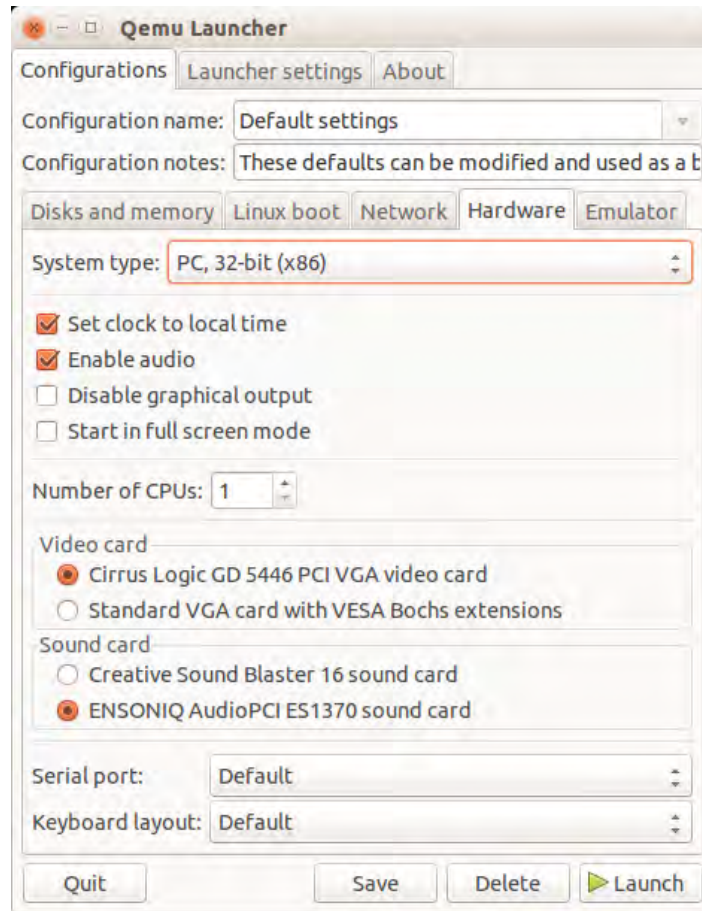 Qemu Launcher
Configurations Launcher settings About
Configuration name: Default settings
Configuration notes: These defaults can be modified and used as a b
Disks and memory Linux boot Network Hardware Emulator
System type: PC, 32-bit (x86)
Set clock to local time
Enable audio
Disable graphical output
Start in full screen mode
Number of CPUs: 1
Video card
Cirrus Logic GD 5446 PCI VGA video card
Standard VGA card with VESA Bochs extensions
Sound card
Creative Sound Blaster 16 sound card
ENSONIQ AudioPCI ES1370 sound card
Serial port: Default
Keyboard layout: Default
Quit Save Delete Launch